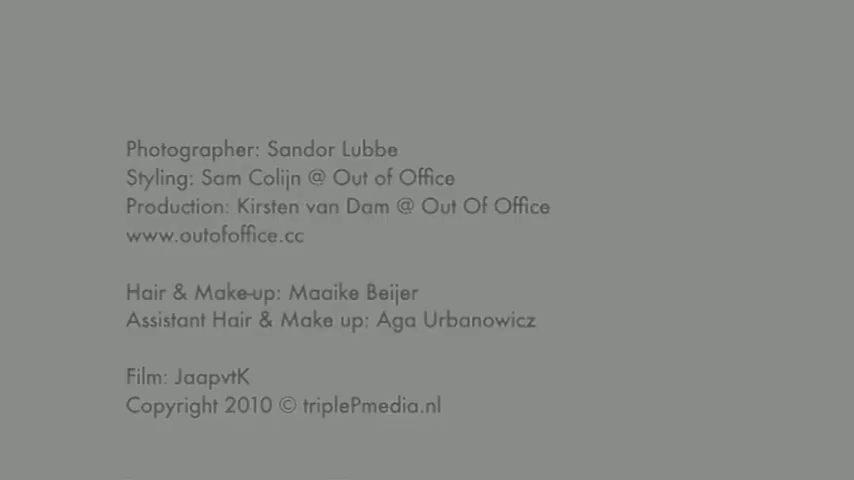 Photographer: Sandor Lubbe
Styling: Sam Colijn @ Out of Office
Production: Kirsten van Dam @ Out Of Office
www.outofoffice.cc
Hair & Make-up: Maaike Beijer
Assistant Hair & Make up: Aga Urbanowicz
Film: JaapvtK
Copyright 2010 © triplePmedia.nl